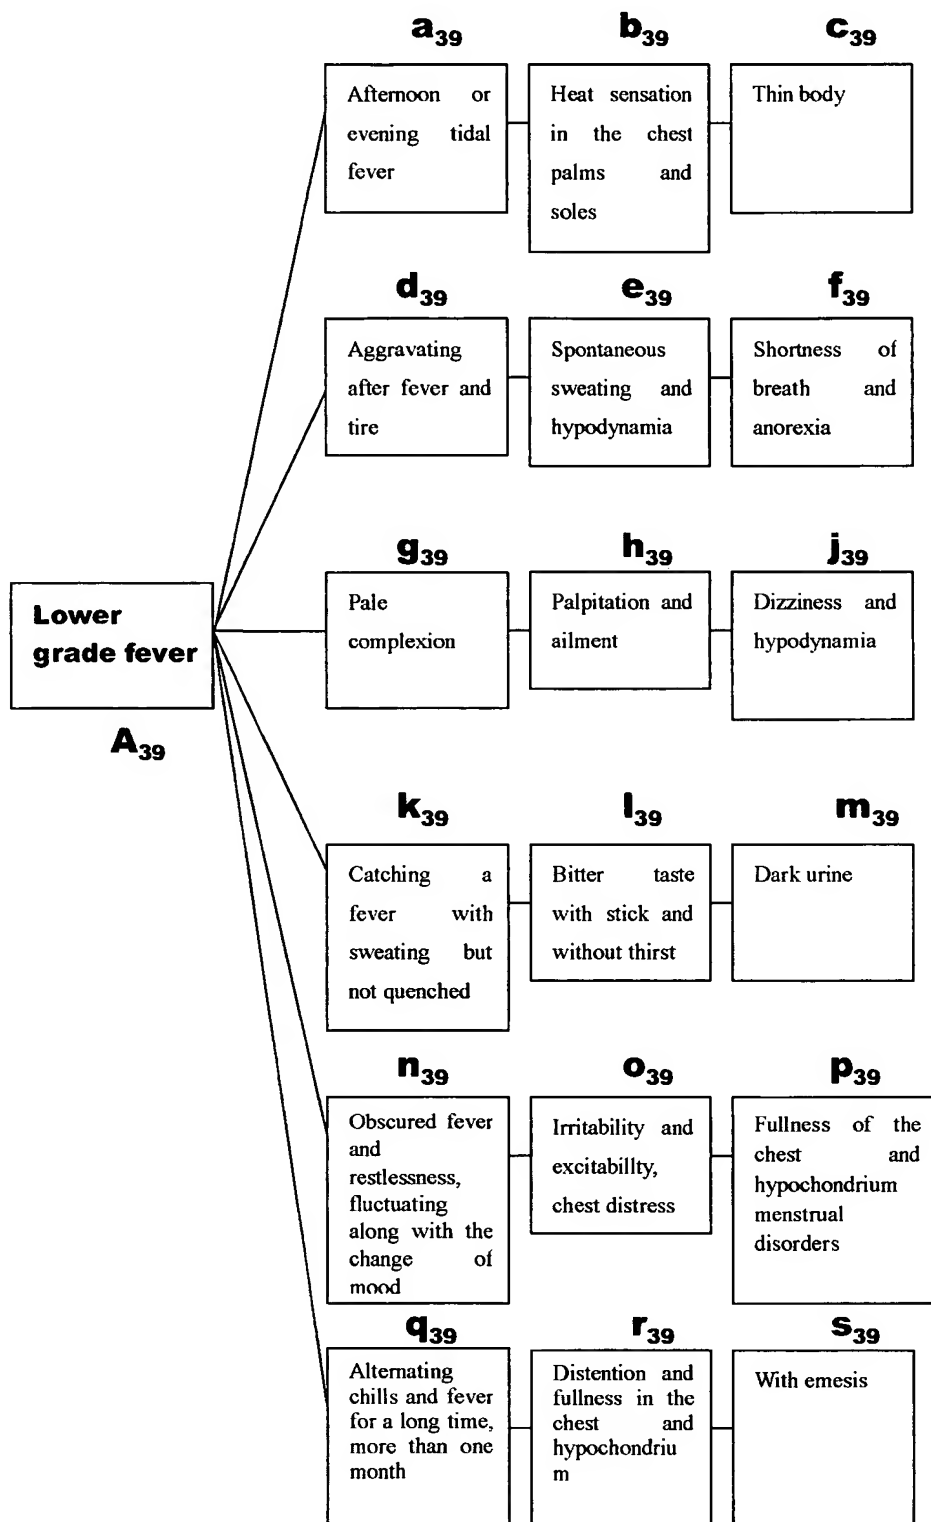 a39 b39 c39
Afternoon or
evening tidal
fever
Heat sensation
in the chest
palms and
soles
Thin body
d39 e39 f39
Aggravating
after fever and
tire
Spontaneous
sweating and
hypodynamia
Shortness of
breath and
anorexia
g39 h39 j39
Lower
grade fever
A39
Pale
complexion
Palpitation and
ailment
Dizziness and
hypodynamia
k39 l39 m39
Catching a
fever with
sweating but
not quenched
Bitter taste
with stick and
without thirst
Dark urine
n39 o39 p39
Obscured fever
and
restlessness,
fluctuating
along with the
change of
mood
Irritability and
excitabillty,
chest distress
Fullness of the
chest and
hypochondrium
menstrual
disorders
q39 r39 s39
Alternating
chills and fever
for a long time,
more than one
month
Distention and
fullness in the
chest and
hypochondriu
m
With emesis